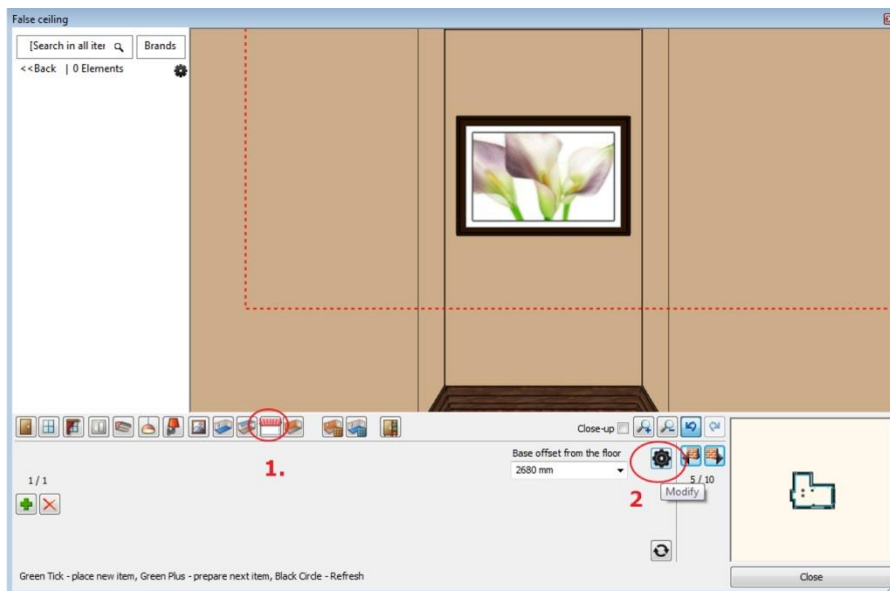 False ceiling
[Search in all iter
Brands
<<Back | 0 Elements
Close-up
1.
Base offset from the floor
2680 mm
1/1
2
Modify
5 / 10
Green Tick - place new item, Green Plus - prepare next item, Black Circle - Refresh
Close